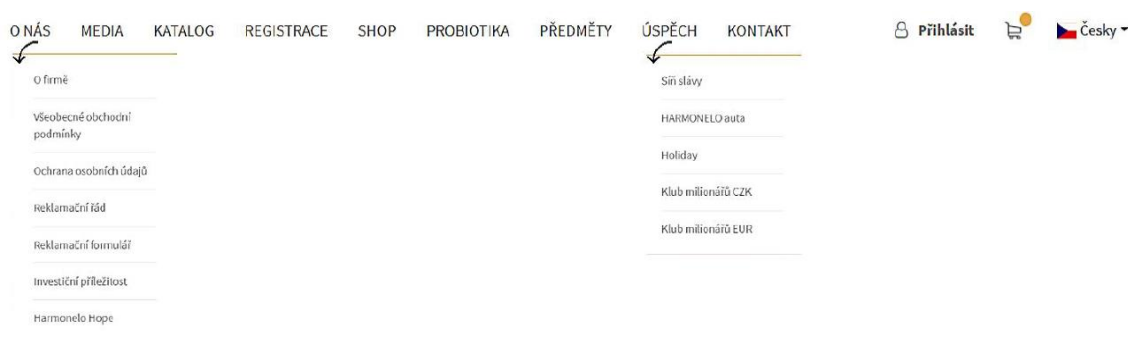 O NÁS MEDIA KATALOG REGISTRACE SHOP PROBIOTIKA PŘEDMĚTY ÚSPĚCH KONTAKT Přihlásit Česky
O firmě
Všeobecné obchodní
podmínky
Ochrana osobních údajů
Reklamační řád
Reklamační formulář
Investiční příležitost
Harmonelo Hope
Síň slávy
HARMONELO auta
Holiday
Klub milionářů CZK
Klub milionářů EUR